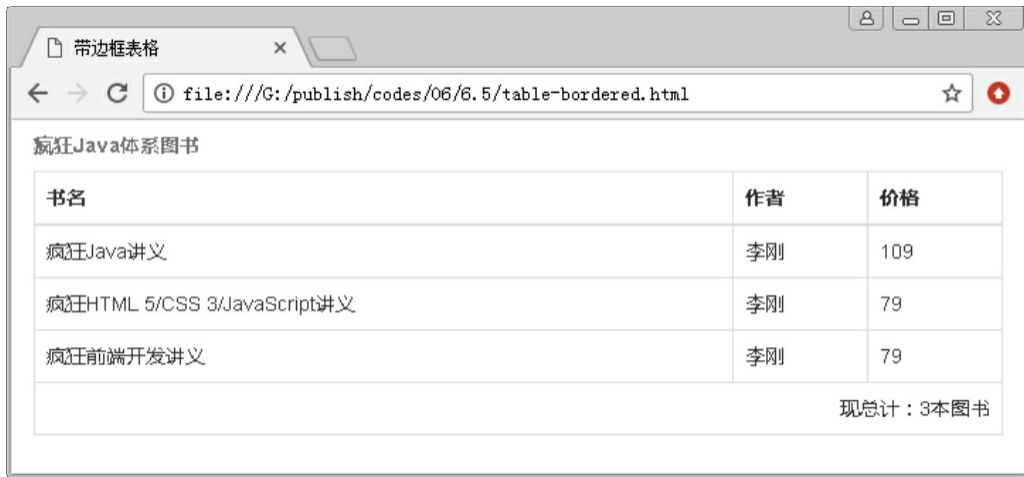 带边框表格
file:///G:/publish/codes/06/6.5/table-bordered.html
疯狂Java体系图书
书名 作者 价格
疯狂Java讲义 李刚 109
疯狂HTML 5/CSS 3/JavaScript讲义 李刚 79
疯狂前端开发讲义 李刚 79
现总计：3本图书